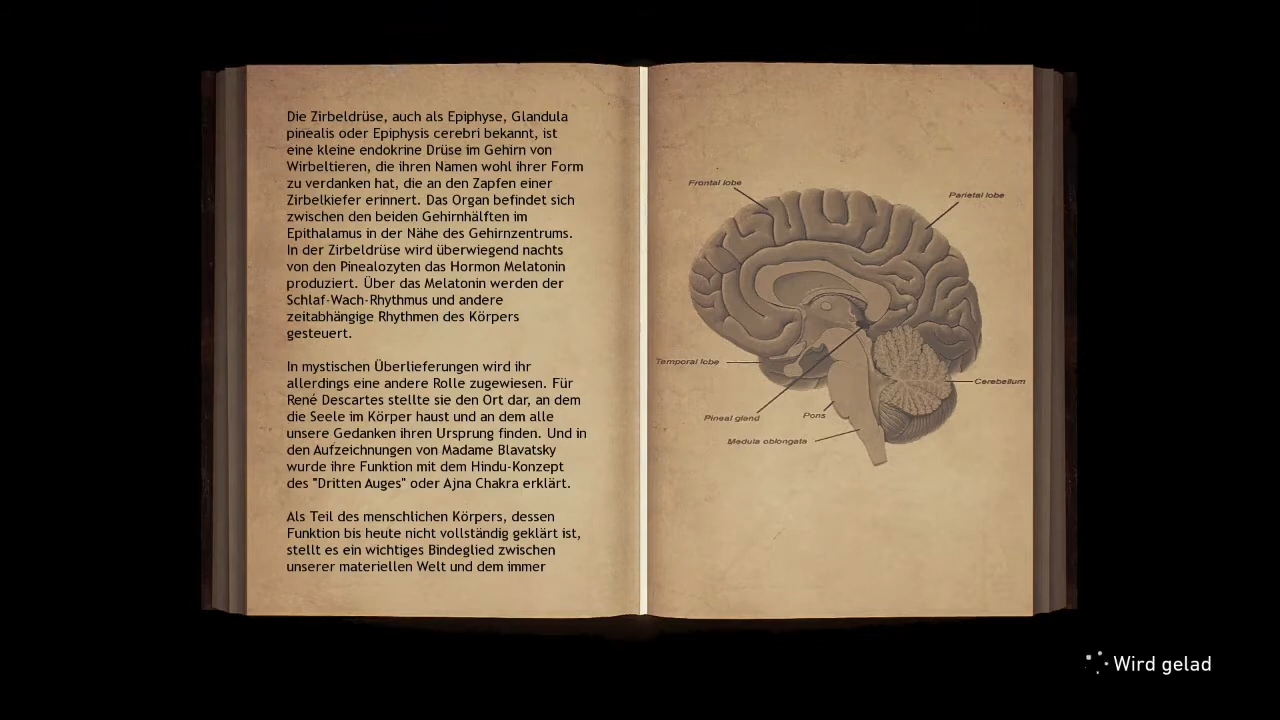 Die Zirbeldrüse, auch als Epiphyse, Glandula
pinealis oder Epiphysis cerebri bekannt, ist
eine kleine endokrine Drüse im Gehirn von
Wirbeltieren, die ihren Namen wohl ihrer Form
zu verdanken hat, die an den Zapfen einer
Zirbelkiefer erinnert. Das Organ befindet sich
zwischen den beiden Gehirnhälften im
Epithalamus in der Nähe des Gehirnzentrums.
In der Zirbeldrüse wird überwiegend nachts
von den Pinealozyten das Hormon Melatonin
produziert. Über das Melatonin werden der
Schlaf-Wach-Rhythmus und andere
zeitabhängige Rhythmen des Körpers
gesteuert.
In mystischen Überlieferungen wird ihr
allerdings eine andere Rolle zugewiesen. Für
René Descartes stellte sie den Ort dar, an dem
die Seele im Körper haust und an dem alle
unsere Gedanken ihren Ursprung finden. Und in
den Aufzeichnungen von Madame Blavatsky
wurde ihre Funktion mit dem Hindu-Konzept
des "Dritten Auges" oder Ajna Chakra erklärt.
Als Teil des menschlichen Körpers, dessen
Funktion bis heute nicht vollständig geklärt ist,
stellt es ein wichtiges Bindeglied zwischen
unserer materiellen Welt und dem immer
Frontal lobe
Parietal lobe
Temporal lobe
Cerebellum
Pineal gland
Pons
Medula oblongata
Wird gelad